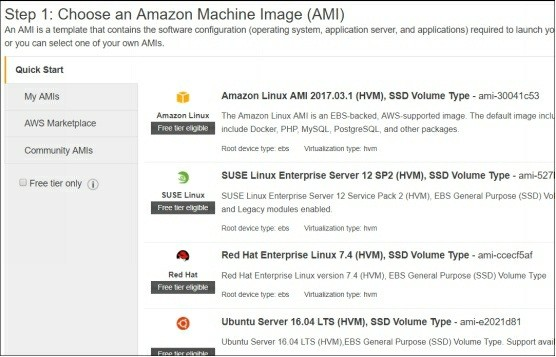 Step 1: Choose an Amazon Machine Image (AMI)
An AMI is a template that contains the software configuration (operating system, application server, and applications) required to launch
or you can select one of your own AMIs.
Quick Start
My AMIs
AWS Marketplace
Community AMIs
Free tier only
Amazon Linux
Free tier eligible
Amazon Linux AMI 2017.03.1 (HVM), SSD Volume Type - ami-30041c53
The Amazon Linux AMI is an EBS-backed, AWS-supported image. The default image
include Docker, PHP, MySQL, PostgreSQL, and other packages.
Root device type: ebs Virtualization type: hvm
SUSE Linux
Free tier eligible
SUSE Linux Enterprise Server 12 SP2 (HVM), SSD Volume Type -
SUSE Linux Enterprise Server 12 Service Pack 2 (HVM), EBS General Purpose (SSD)
and Legacy modules enabled.
Root device type: ebs Virtualization type: hvm
Red Hat
Free tier eligible
Red Hat Enterprise Linux 7.4 (HVM), SSD Volume Type - ami-ccecf5af
Red Hat Enterprise Linux version 7.4 (HVM), EBS General Purpose (SSD) Volume Type
Root device type: ebs Virtualization type: hvm
Free tier eligible
Ubuntu Server 16.04 LTS (HVM), SSD Volume Type - ami-e2021d81
Ubuntu Server 16.04 LTS (HVM),EBS General Purpose (SSD) Volume Type. Support